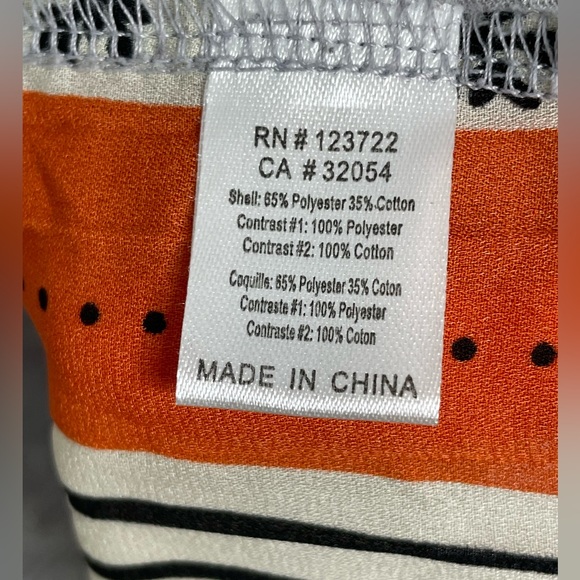 RN # 123722
CA # 32054
Shell: 65% Polyester 35% Cotton
Contrast #1: 100% Polyester
Contrast #2: 100% Cotton
Coquille: 65% Polyester 35% Coton
Contraste #1: 100% Polyester
Contraste #2: 100% Coton
MADE IN CHINA